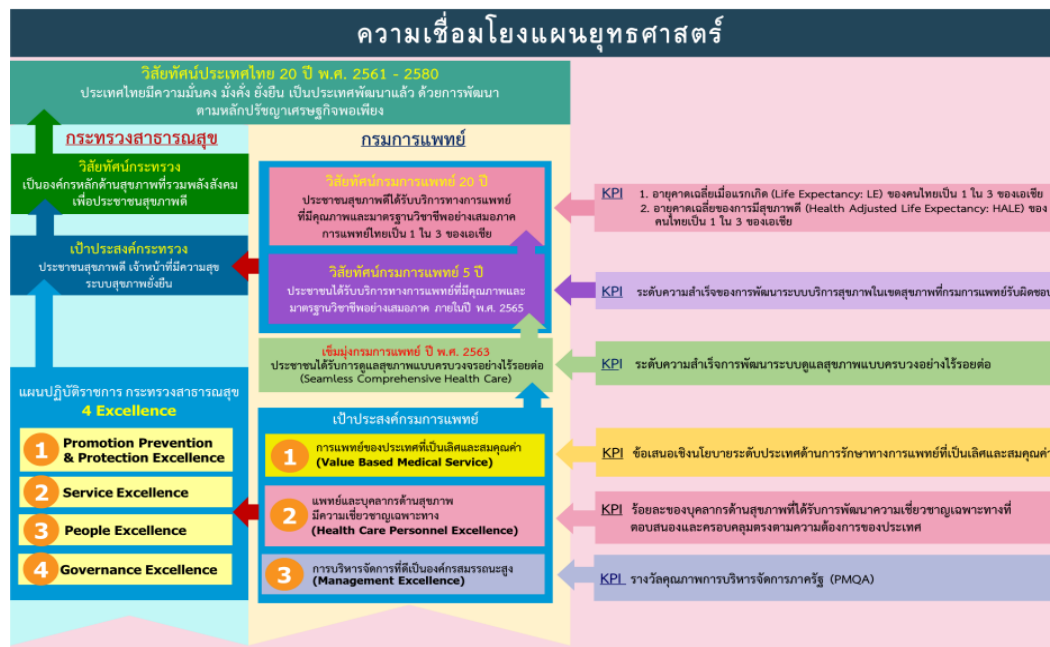 ความเชื่อมโยงแผนยุทธศาสตร์
วิสัยทัศน์ประเทศไทย 20 ปี พ.ศ. 2561 - 2580
ประเทศไทยมีความมั่นคง มั่งคั่ง ยั่งยืน เป็นประเทศพัฒนาแล้ว ด้วยการพัฒนา
ตามหลักปรัชญาเศรษฐกิจพอเพียง
กระทรวงสาธารณสุข
วิสัยทัศน์กระทรวง
เป็นองค์กรหลักด้านสุขภาพที่รวมพลังสังคม
เพื่อประชาชนสุขภาพดี
เป้าประสงค์กระทรวง
ประชาชนสุขภาพดี เจ้าหน้าที่มีความสุข
ระบบสุขภาพยั่งยืน
แผนปฏิบัติราชการ กระทรวงสาธารณสุข
4 Excellence
1 Promotion Prevention
& Protection Excellence
2 Service Excellence
3 People Excellence
4 Governance Excellence
กรมการแพทย์
วิสัยทัศน์กรมการแพทย์ 20 ปี
ประชาชนสุขภาพดีได้รับบริการทางการแพทย์
ที่มีคุณภาพและมาตรฐานวิชาชีพอย่างเสมอภาค
การแพทย์ไทยเป็น 1 ใน 3 ของเอเชีย
วิสัยทัศน์กรมการแพทย์ 5 ปี
ประชาชนได้รับบริการทางการแพทย์ที่มีคุณภาพและ
มาตรฐานวิชาชีพอย่างเสมอภาค ภายในปี พ.ศ. 2565
เข็มมุ่งกรมการแพทย์ ปี พ.ศ. 2563
ประชาชนได้รับการดูแลสุขภาพแบบครบวงจรอย่างไร้รอยต่อ
(Seamless Comprehensive Health Care)
เป้าประสงค์กรมการแพทย์
1 การแพทย์ของประเทศที่เป็นเลิศและสมคุณค่า
(Value Based Medical Service)
แพทย์และบุคลากรด้านสุขภาพ
2 มีความเชี่ยวชาญเฉพาะทาง
(Health Care Personnel Excellence)
3 การบริหารจัดการที่ดีเป็นองค์กรสมรรถนะสูง
(Management Excellence)
KPI 1. อายุคาดเฉลี่ยเมื่อแรกเกิด (Life Expectancy: LE) ของคนไทยเป็น 1 ใน 3 ของเอเชีย
2. อายุคาดเฉลี่ยของการมีสุขภาพดี (Health Adjusted Life Expectancy: HALE) ของ
คนไทยเป็น 1 ใน 3 ของเอเชีย
KPI ระดับความสำเร็จของการพัฒนาระบบบริการสุขภาพในเขตสุขภาพที่กรมการแพทย์รับผิดชอบ
KPI ระดับความสำเร็จการพัฒนาระบบดูแลสุขภาพแบบครบวงอย่างไร้รอยต่อ
KPI ข้อเสนอเชิงนโยบายระดับประเทศด้านการรักษาทางการแพทย์ที่เป็นเลิศและสมคุณค่า
KPI ร้อยละของบุคลากรด้านสุขภาพที่ได้รับการพัฒนาความเชี่ยวชาญเฉพาะทางที่
ตอบสนองและครอบคลุมตรงตามความต้องการของประเทศ
KPI รางวัลคุณภาพการบริหารจัดการภาครัฐ (PMQA)